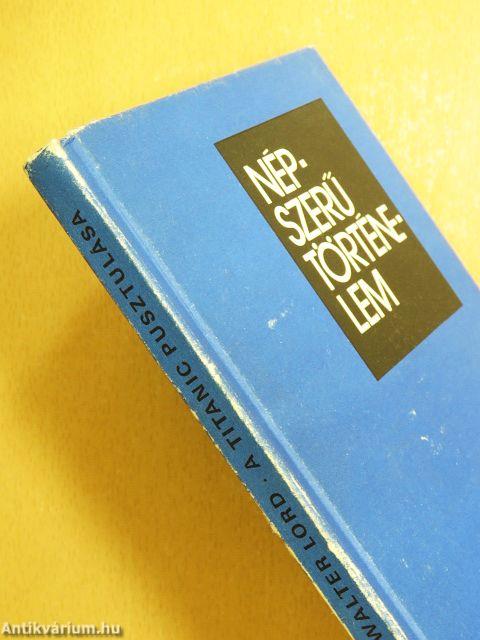 NÉP-
SZERŰ
TÖRTÉNE-
LEM
WALTER LORD · A TITANIC PUSZTULÁSA
Antikvárium.hu